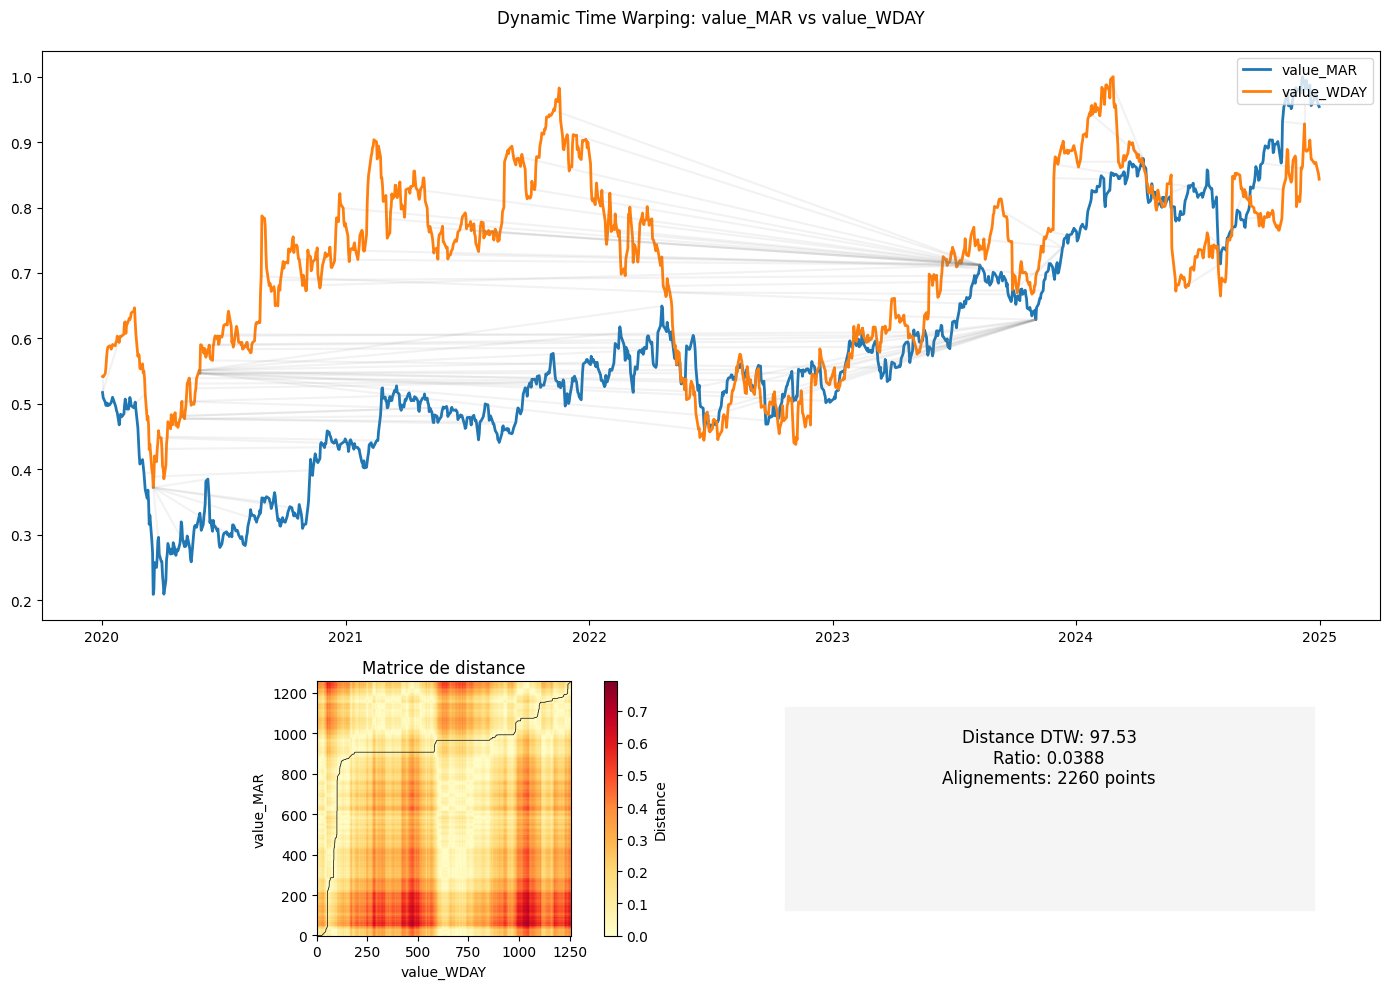 Dynamic Time Warping: value_MAR vs value_WDAY
value_MAR
value_WDAY
1.0
0.9
0.8
0.7
0.6
0.5
0.4
0.3
0.2
2020 2021 2022 2023 2024 2025
Matrice de distance
value_MAR
1200
1000
800
600
400
200
0
0 250 500 750 1000 1250
value_WDAY
0.7
0.6
0.5
0.4
0.3
0.2
0.1
0.0
Distance
Distance DTW: 97.53
Ratio: 0.0388
Alignements: 2260 points